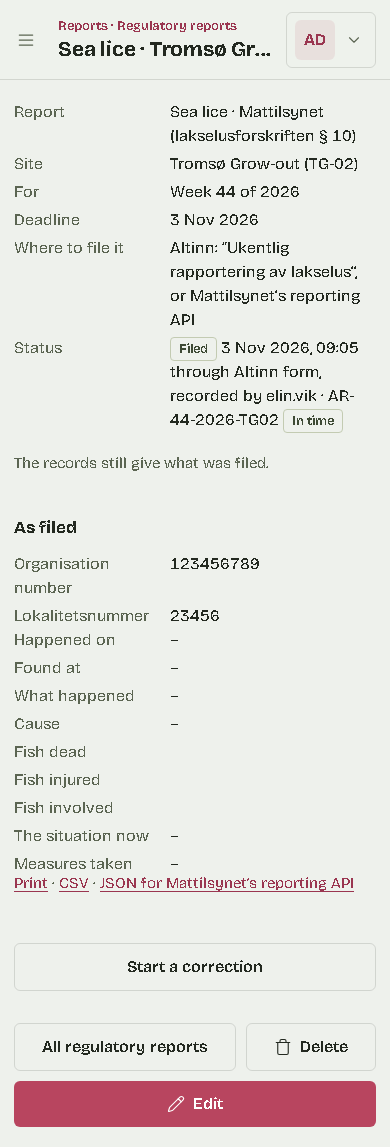 Reports · Regulatory reports
Sea lice · Tromsø Gr...
AD
Report
Sea lice · Mattilsynet
(lakselusforskriften § 10)
Site
Tromsø Grow-out (TG-02)
For
Week 44 of 2026
Deadline
3 Nov 2026
Where to file it
Altinn: “Ukentlig
rapportering av lakselus”,
or Mattilsynet’s reporting
API
Status
Filed 3 Nov 2026, 09:05
through Altinn form,
recorded by elin.vik · AR-
44-2026-TG02 In time
The records still give what was filed.
As filed
Organisation
number
123456789
Lokalitetsnummer
23456
Happened on
–
Found at
–
What happened
–
Cause
–
Fish dead
Fish injured
Fish involved
The situation now
–
Measures taken
–
Print · CSV · JSON for Mattilsynet’s reporting API
Start a correction
All regulatory reports
Delete
Edit